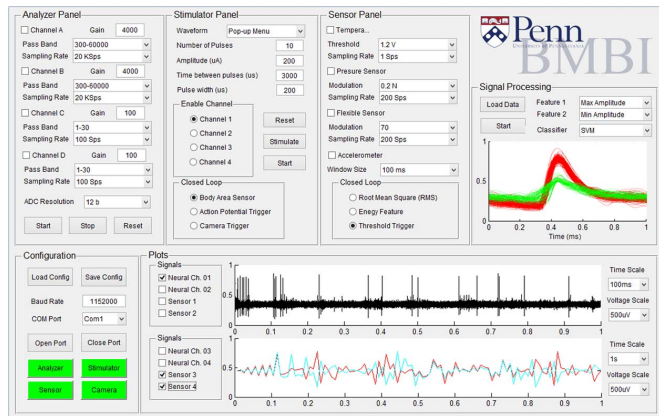 Analyzer Panel
Channel A Gain 4000
Pass Band 300-60000
Sampling Rate 20 KSps
Channel B Gain 4000
Pass Band 300-60000
Sampling Rate 20 KSps
Channel C Gain 100
Pass Band 1-30
Sampling Rate 100 Sps
Channel D Gain 100
Pass Band 1-30
Sampling Rate 100 Sps
ADC Resolution 12 b
Start Stop Reset
Stimulator Panel
Waveform Pop-up Menu
Number of Pulses 10
Amplitude (uA) 200
Time between pulses (us) 3000
Pulse width (us) 200
Enable Channel
Channel 1 Reset
Channel 2
Channel 3 Stimulate
Channel 4 Start
Closed Loop
Body Area Sensor
Action Potential Trigger
Camera Trigger
Sensor Panel
Tempera...
Threshold 1.2 V
Sampling Rate 1 Sps
Presure Sensor
Modulation 0.2 N
Sampling Rate 200 Sps
Flexible Sensor
Modulation 70
Sampling Rate 200 Sps
Accelerometer
Window Size 100 ms
Closed Loop
Root Mean Square (RMS)
Enegy Feature
Threshold Trigger
Penn
UNIVERSITY OF PENNSYLVANIA
BMBI
Signal Processing
Load Data Feature 1 Max Amplitude
Feature 2 Min Amplitude
Start Classifier SVM
1
0.5
0
0 0.2 0.4 0.6 0.8 1
Time (ms)
Configuration
Load Config Save Config
Baud Rate 1152000
COM Port Com1
Open Port Close Port
Analyzer Stimulator
Sensor Camera
Plots
Signals
Neural Ch. 01
Neural Ch. 02
Sensor 1
Sensor 2
1
0.5
0
0 0.1 0.2 0.3 0.4 0.5 0.6 0.7 0.8 0.9 1
Time Scale
100ms
Voltage Scale
500uV
Signals
Neural Ch. 03
Neural Ch. 04
Sensor 3
Sensor 4
1
0.5
0
0 0.1 0.2 0.3 0.4 0.5 0.6 0.7 0.8 0.9 1
Time Scale
1s
Voltage Scale
500uV